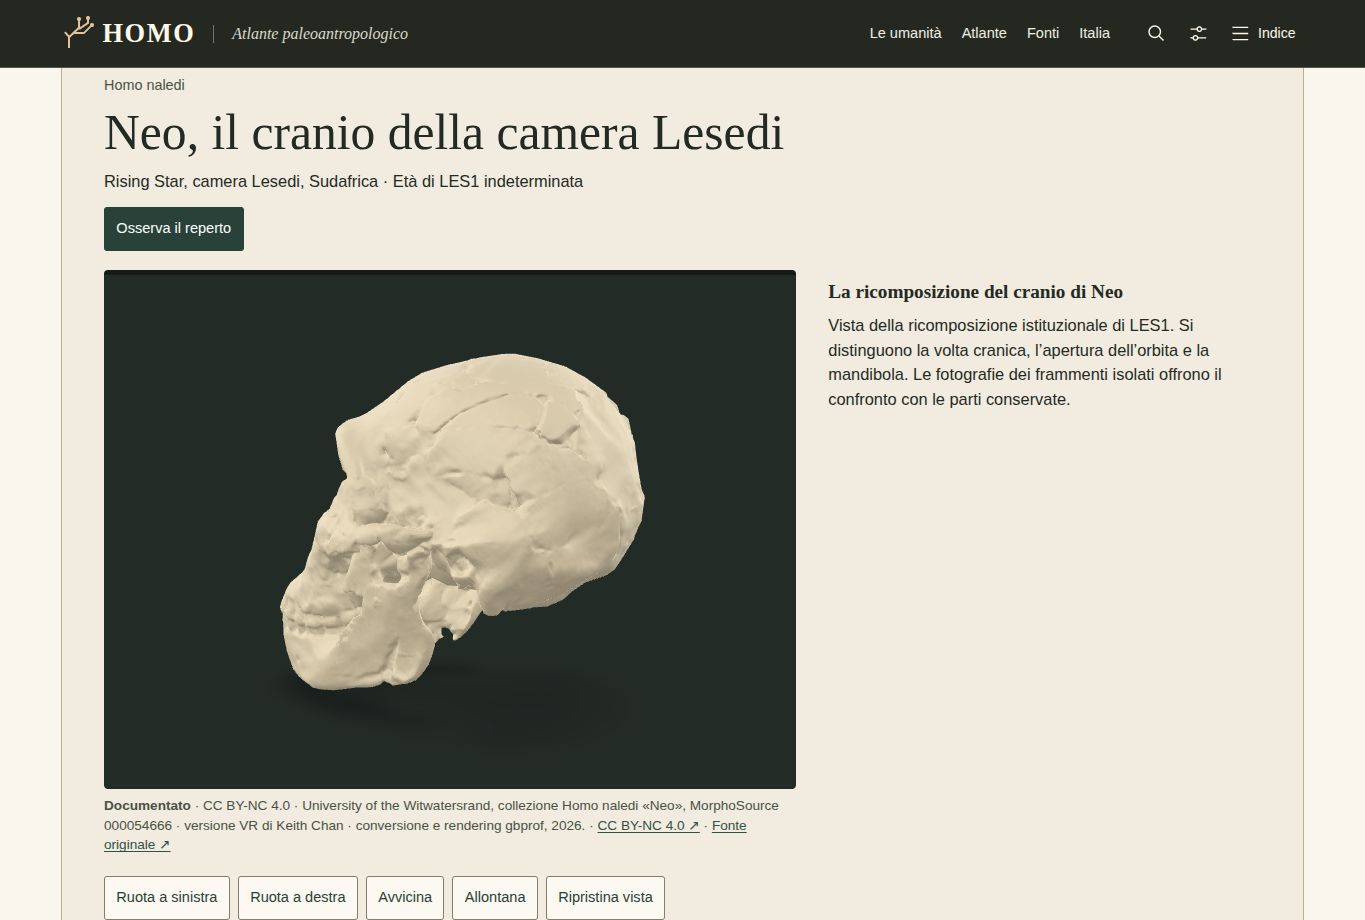 HOMO
Atlante paleoantropologico
Le umanità
Atlante
Fonti
Italia
Indice
Homo naledi
Neo, il cranio della camera Lesedi
Rising Star, camera Lesedi, Sudafrica · Età di LES1 indeterminata
Osserva il reperto
La ricomposizione del cranio di Neo
Vista della ricomposizione istituzionale di LES1. Si
distinguono la volta cranica, l’apertura dell’orbita e la
mandibola. Le fotografie dei frammenti isolati offrono il
confronto con le parti conservate.
Documentato · CC BY-NC 4.0 · University of the Witwatersrand, collezione Homo naledi «Neo», MorphoSource
000054666 · versione VR di Keith Chan · conversione e rendering gbprof, 2026. · CC BY-NC 4.0 ↗ · Fonte
originale ↗
Ruota a sinistra
Ruota a destra
Avvicina
Allontana
Ripristina vista